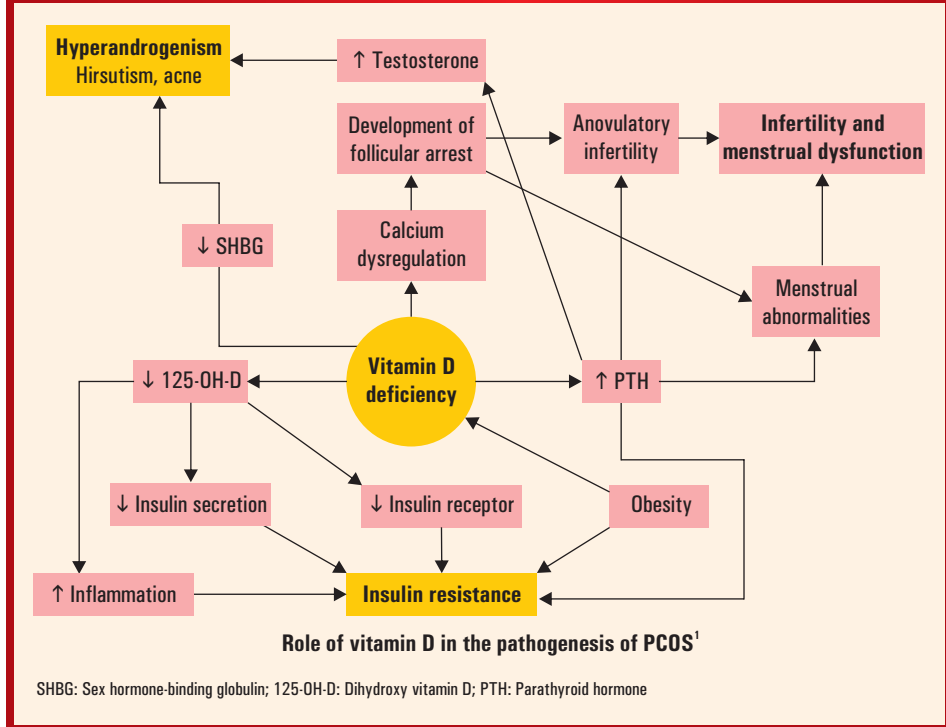 Hyperandrogenism
Hirsutism, acne
↑ Testosterone
Development of
follicular arrest
Anovulatory
infertility
Infertility and
menstrual dysfunction
↓ SHBG
Calcium
dysregulation
Menstrual
abnormalities
Vitamin D
deficiency
↓ 125-OH-D
↑ PTH
↓ Insulin secretion
↓ Insulin receptor
Obesity
↑ Inflammation
Insulin resistance
Role of vitamin D in the pathogenesis of PCOS¹
SHBG: Sex hormone-binding globulin; 125-OH-D: Dihydroxy vitamin D; PTH: Parathyroid hormone